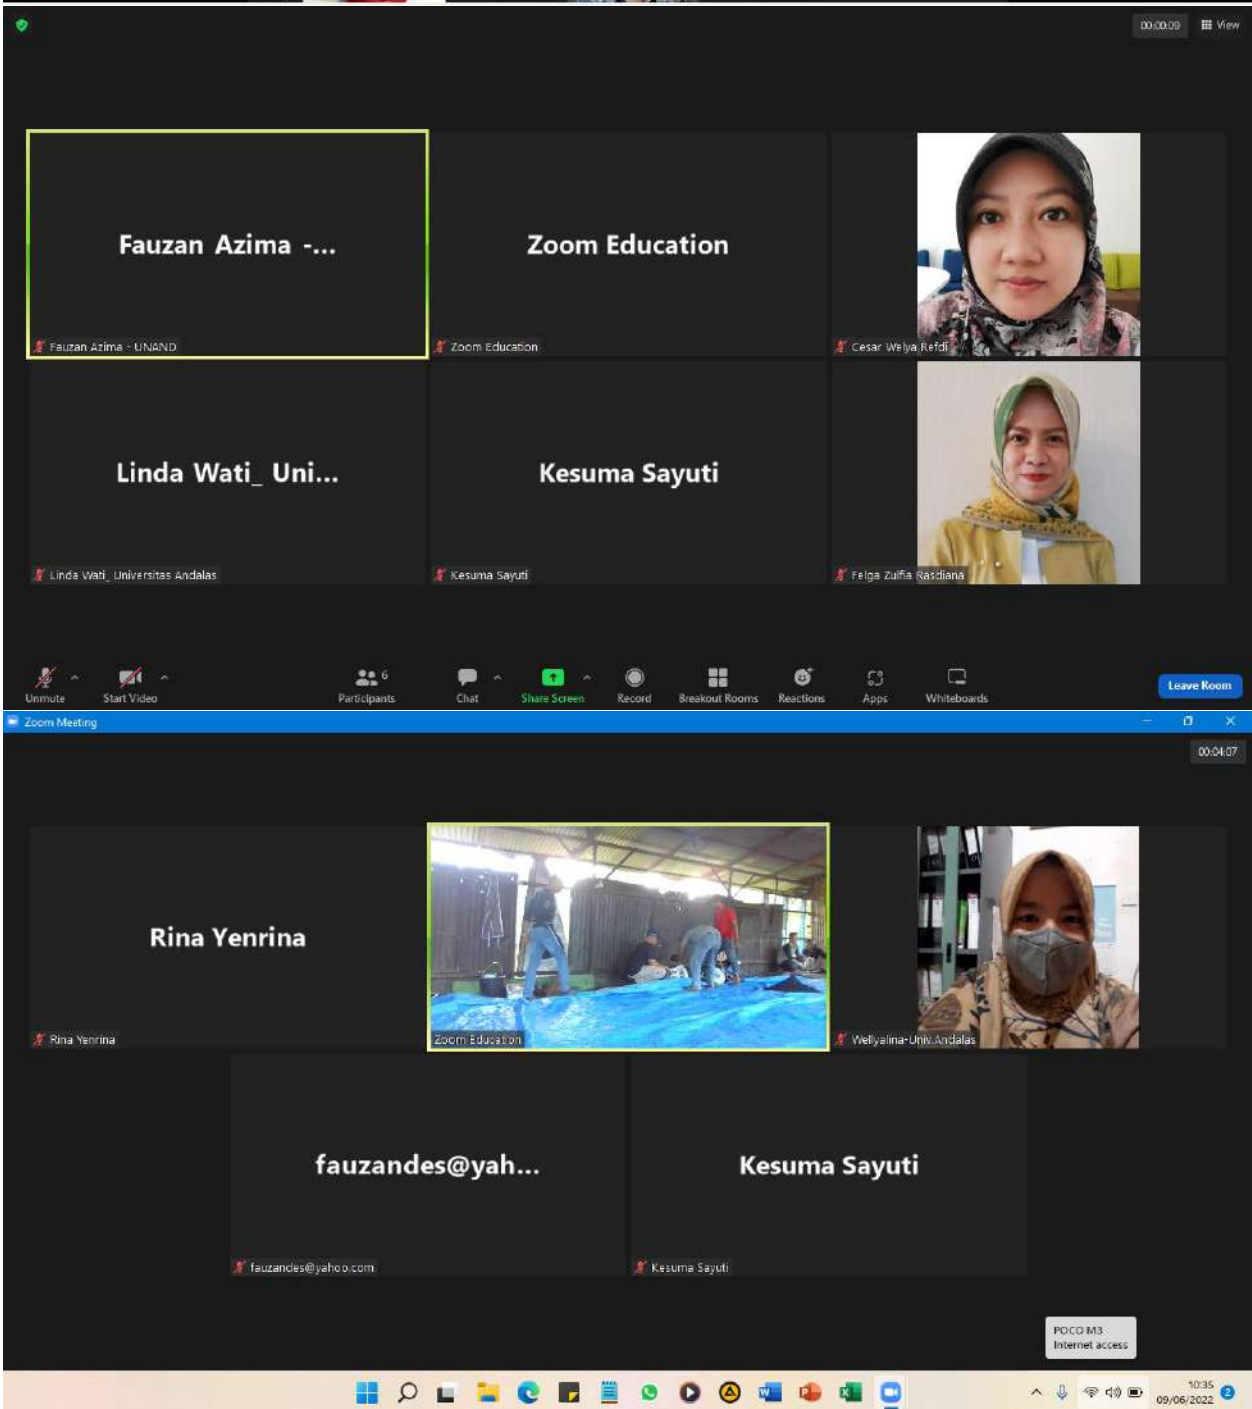 00:00:09 View
Fauzan Azima -...
Fauzan Azima - UNAND
Zoom Education
Zoom Education
Cesar Welya Refdi
Linda Wati_ Uni...
Linda Wati_ Universitas Andalas
Kesuma Sayuti
Kesuma Sayuti
Felga Zulfia Rasdiana
Unmute
Start Video
6
Participants
Chat
Share Screen
Record
Breakout Rooms
Reactions
Apps
Whiteboards
Leave Room
Zoom Meeting
00:04:07
Rina Yenrina
Rina Yenrina
Zoom Education
Wellyalina-Univ.Andalas
fauzandes@yah...
fauzandes@yahoo.com
Kesuma Sayuti
Kesuma Sayuti
POCO M3
Internet access
10:35
09/06/2022
2